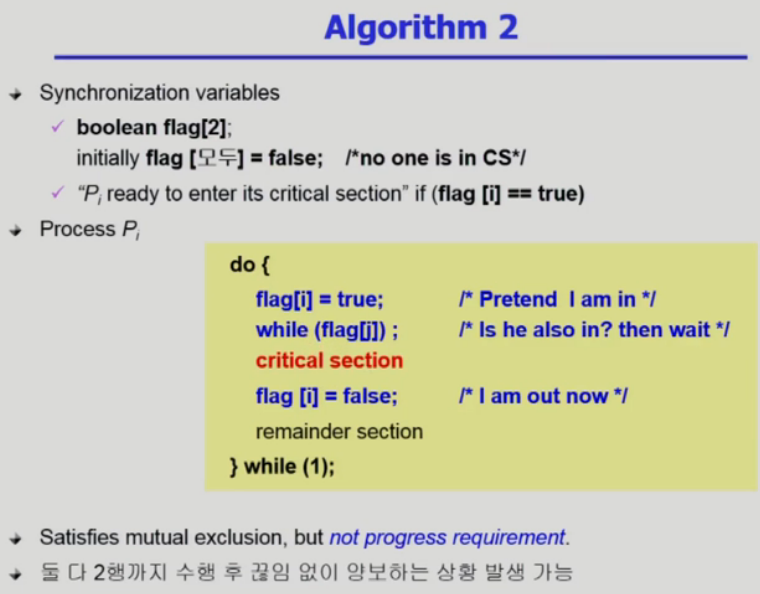 Algorithm 2
Synchronization variables
boolean flag[2];
initially flag [모두] = false; /*no one is in CS*/
“Pi ready to enter its critical section” if (flag [i] == true)
Process Pi
do {
flag[i] = true; /* Pretend I am in */
while (flag[j]) ; /* Is he also in? then wait */
critical section
flag [i] = false; /* I am out now */
remainder section
} while (1);
Satisfies mutual exclusion, but not progress requirement.
둘 다 2행까지 수행 후 끊임 없이 양보하는 상황 발생 가능